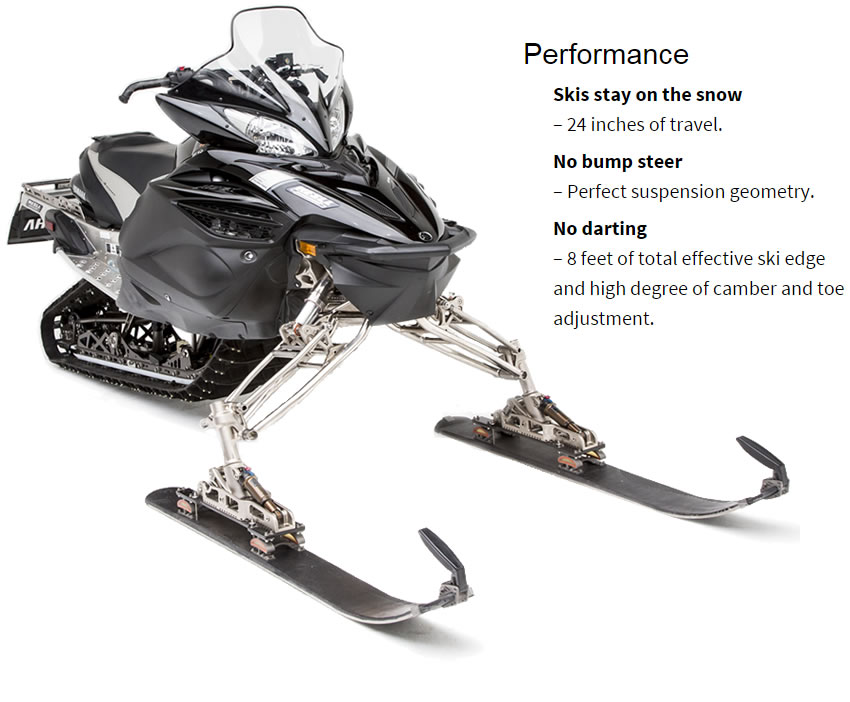 Performance
Skis stay on the snow
– 24 inches of travel.
No bump steer
– Perfect suspension geometry.
No darting
– 8 feet of total effective ski edge
and high degree of camber and toe
adjustment.